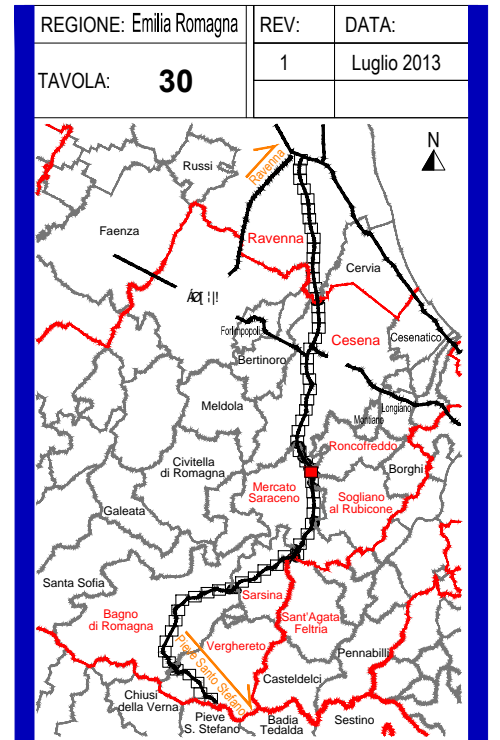 REGIONE: Emilia Romagna
REV:
DATA:
TAVOLA: 30
1
Luglio 2013
N
Russi
Ravenna
Faenza
Ravenna
Cervia
Forlimpopoli
Cesena
Cesenatico
Bertinoro
Meldola
Longiano
Montiano
Roncofreddo
Civitella
di Romagna
Borghi
Mercato
Saraceno
Sogliano
al Rubicone
Galeata
Santa Sofia
Sarsina
Bagno
di Romagna
Sant'Agata
Feltria
Verghereto
Pieve Santo Stefano
Pennabilli
Casteldelci
Chiusi
della Verna
Pieve
S. Stefano
Badia
Tedalda
Sestino